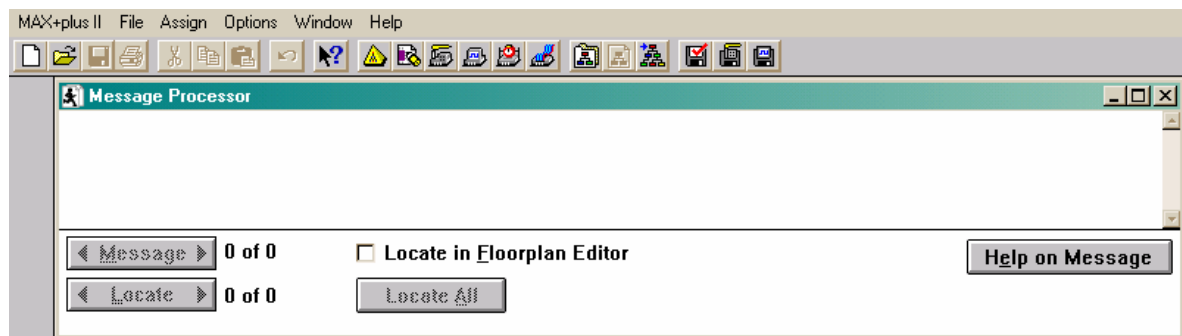 MAX+plus II File Assign Options Window Help
Message Processor
Message 0 of 0 Locate in Floorplan Editor Help on Message
Locate 0 of 0 Locate All